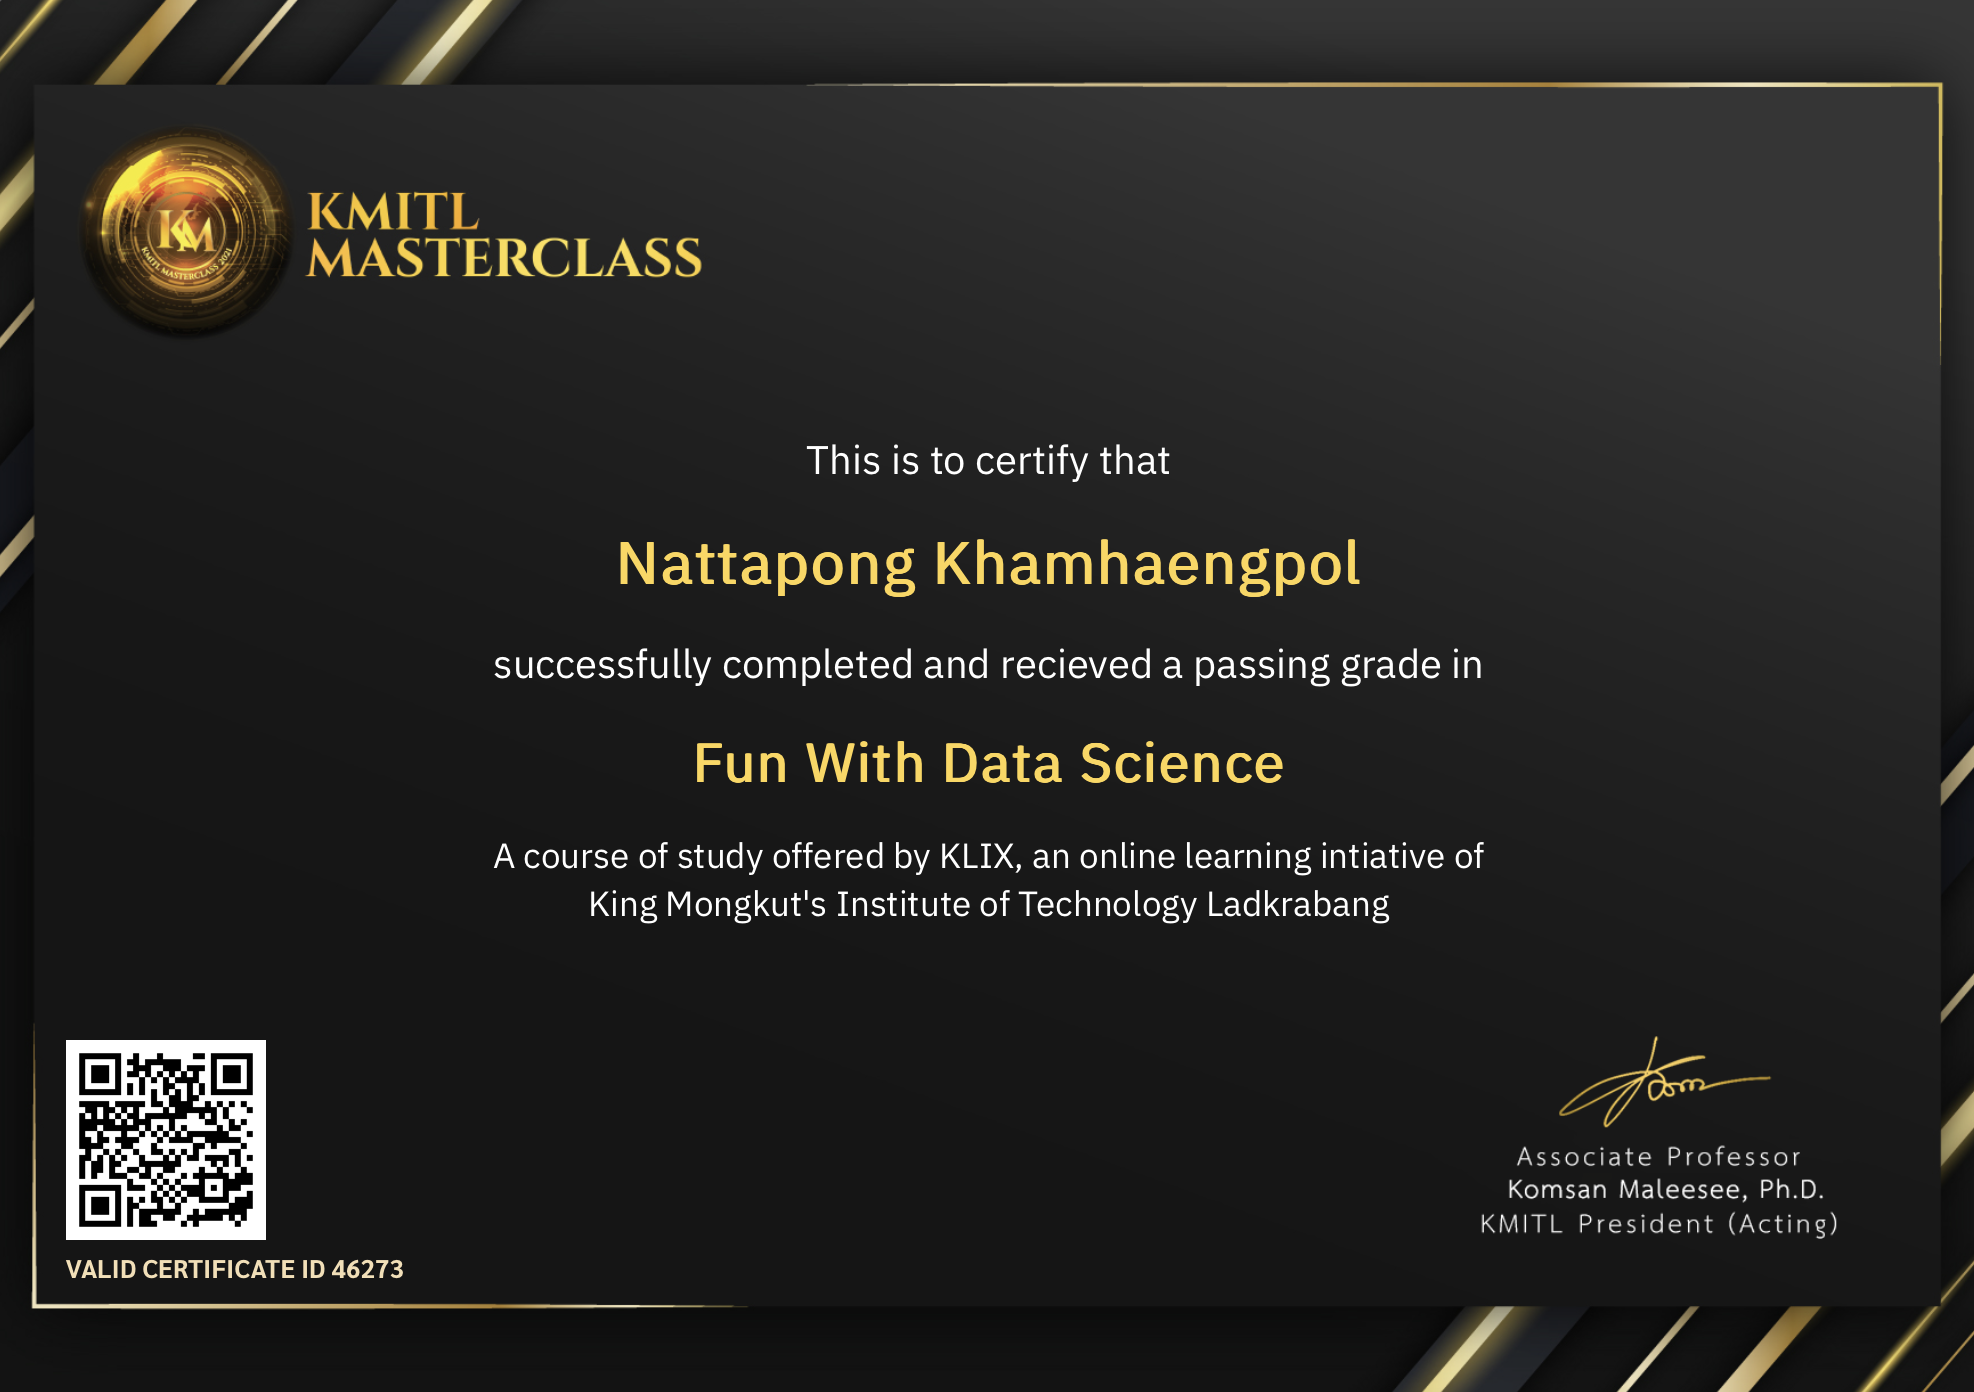 KM
KMITL MASTERCLASS 2021
KMITL
MASTERCLASS
This is to certify that
Nattapong Khamhaengpol
successfully completed and recieved a passing grade in
Fun With Data Science
A course of study offered by KLIX, an online learning intiative of
King Mongkut's Institute of Technology Ladkrabang
Associate Professor
Komsan Maleesee, Ph.D.
KMITL President (Acting)
VALID CERTIFICATE ID 46273